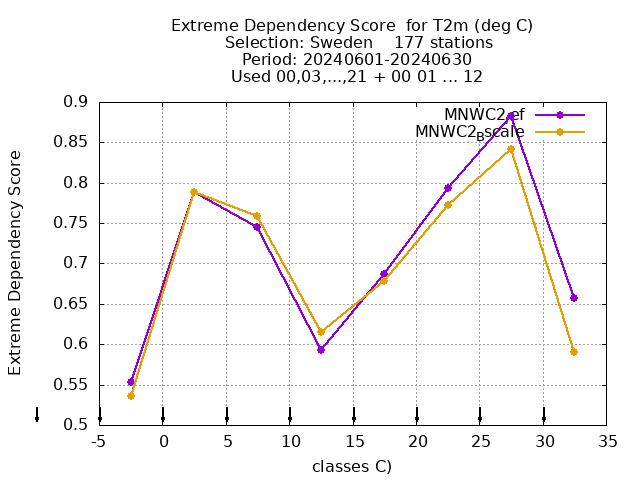 Extreme Dependency Score  for T2m (deg C)
Selection: Sweden    177 stations
Period: 20240601-20240630
Used 00,03,...,21 + 00 01 ... 12
MNWC2_ref
MNWC2_Bscale
Extreme Dependency Score
0.9
0.85
0.8
0.75
0.7
0.65
0.6
0.55
0.5
-5
0
5
10
15
20
25
30
35
classes C)